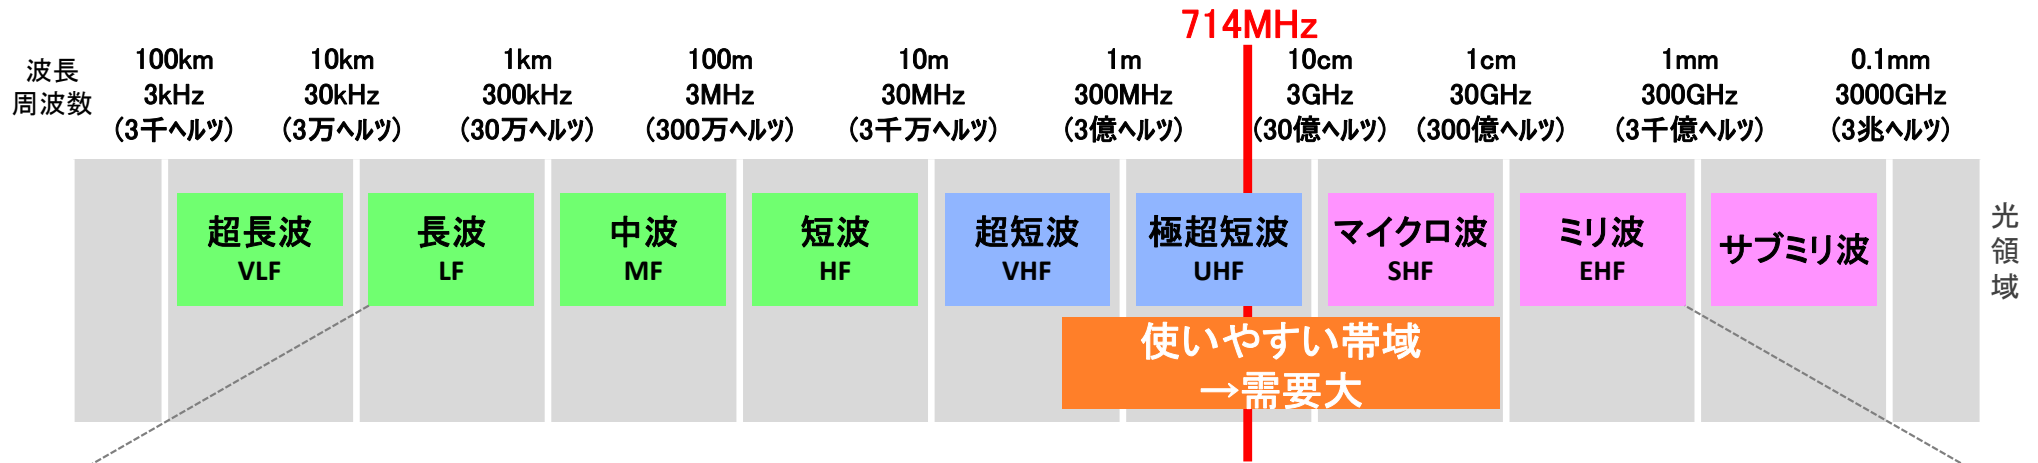 714MHz
波長
周波数
100km
3kHz
(3千ヘルツ)
10km
30kHz
(3万ヘルツ)
1km
300kHz
(30万ヘルツ)
100m
3MHz
(300万ヘルツ)
10m
30MHz
(3千万ヘルツ)
1m
300MHz
(3億ヘルツ)
10cm
3GHz
(30億ヘルツ)
1cm
30GHz
(300億ヘルツ)
1mm
300GHz
(3千億ヘルツ)
0.1mm
3000GHz
(3兆ヘルツ)
超長波
VLF
長波
LF
中波
MF
短波
HF
超短波
VHF
極超短波
UHF
マイクロ波
SHF
ミリ波
EHF
サブミリ波
光領域
使いやすい帯域
→需要大